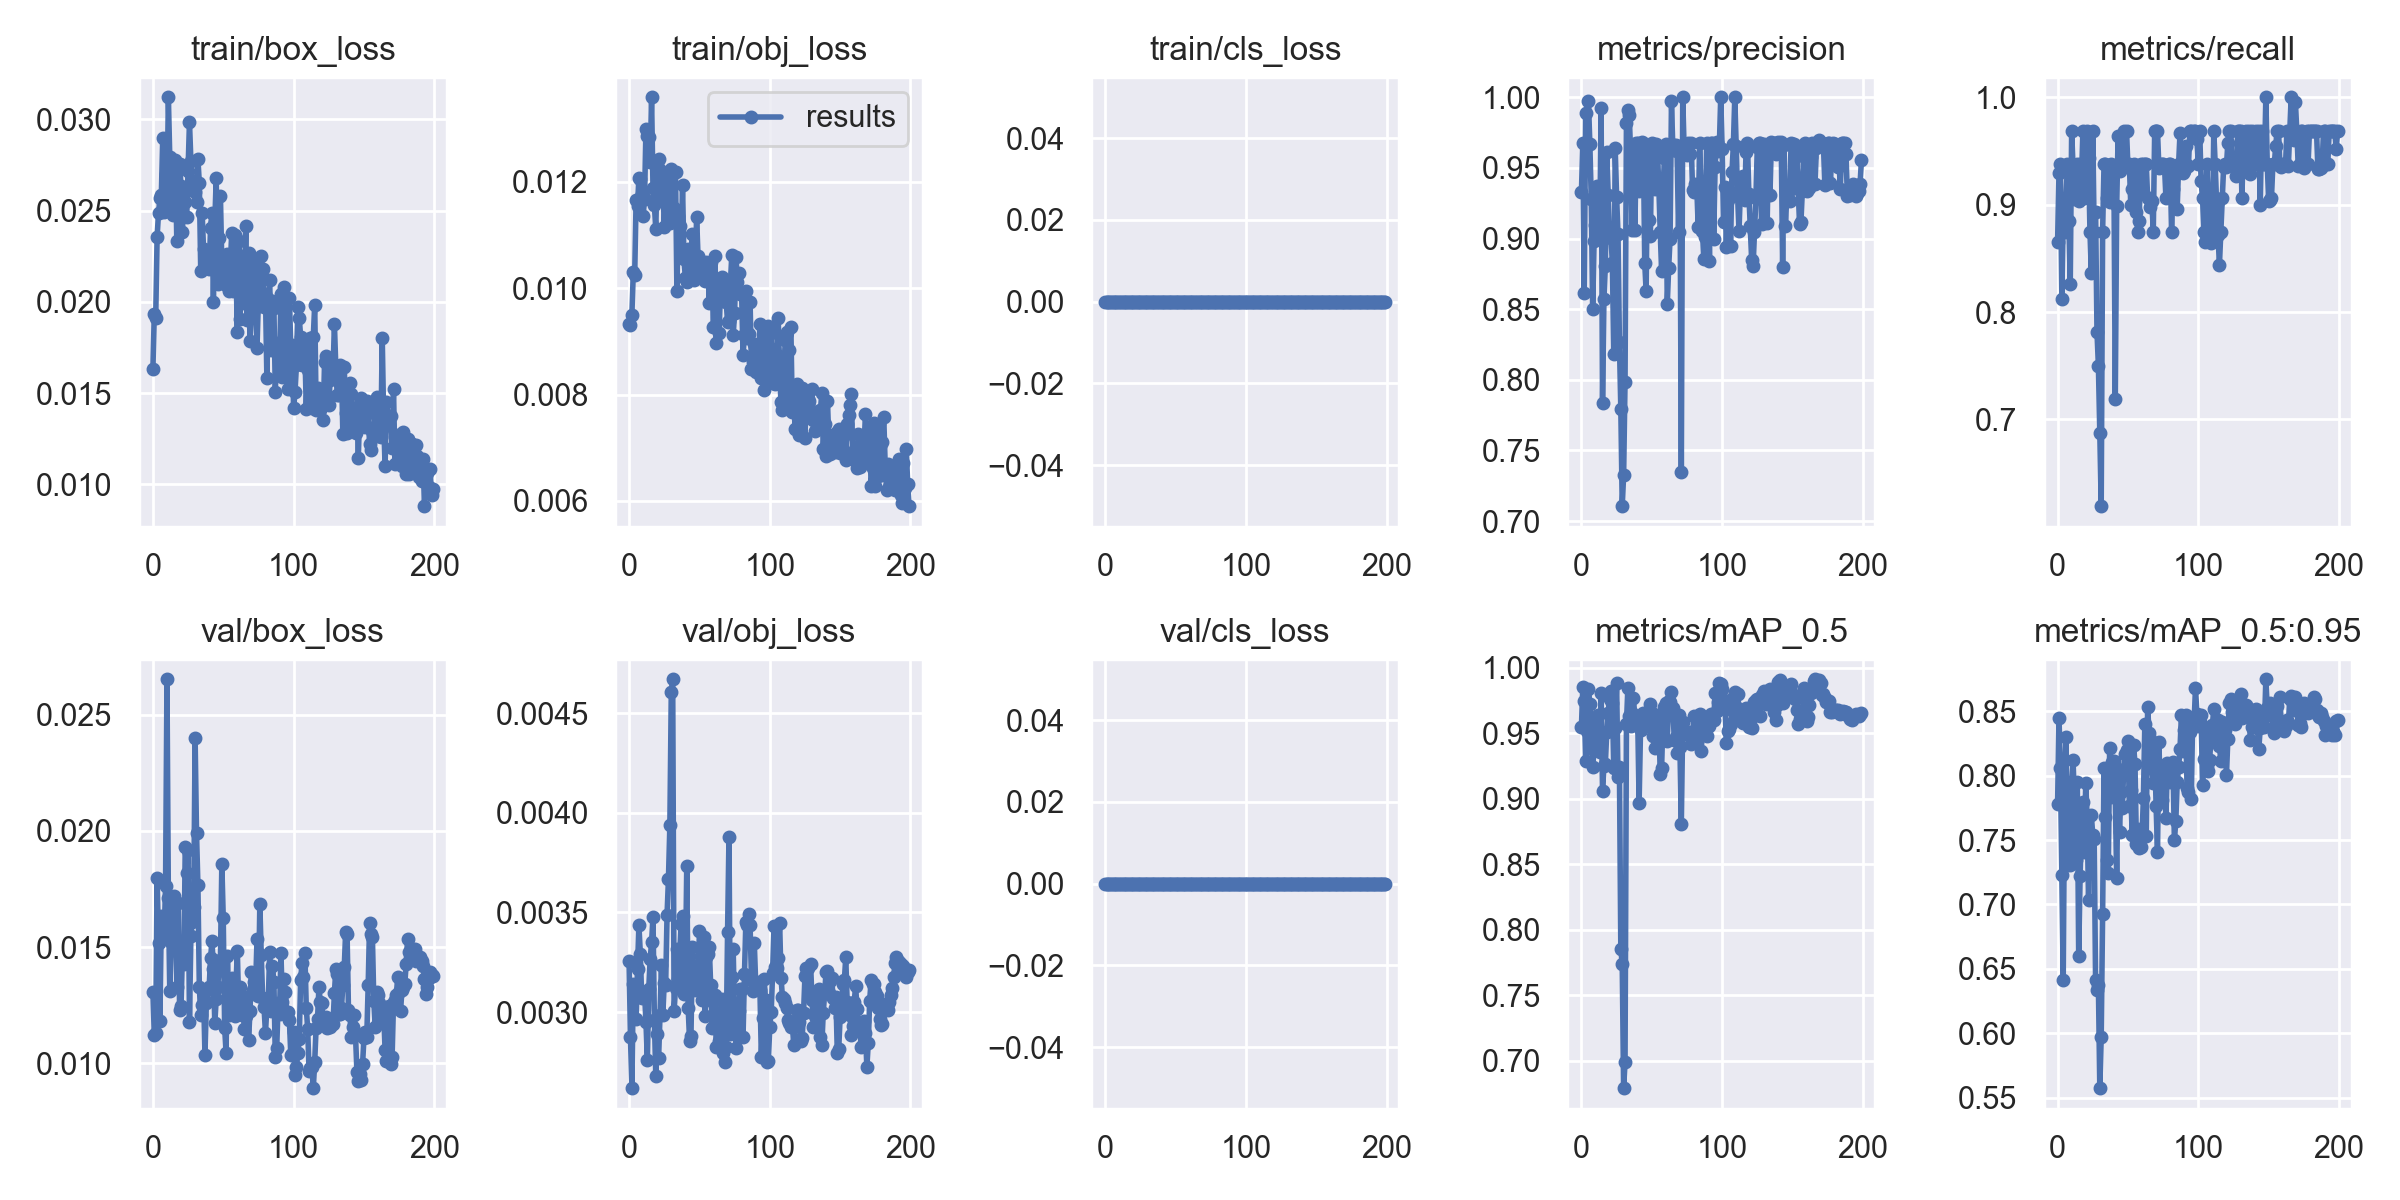 train/box_loss
0.030
0.025
0.020
0.015
0.010
0 100 200
train/obj_loss
results
0.012
0.010
0.008
0.006
0 100 200
train/cls_loss
0.04
0.02
0.00
−0.02
−0.04
0 100 200
metrics/precision
1.00
0.95
0.90
0.85
0.80
0.75
0.70
0 100 200
metrics/recall
1.0
0.9
0.8
0.7
0 100 200
val/box_loss
0.025
0.020
0.015
0.010
0 100 200
val/obj_loss
0.0045
0.0040
0.0035
0.0030
0 100 200
val/cls_loss
0.04
0.02
0.00
−0.02
−0.04
0 100 200
metrics/mAP_0.5
1.00
0.95
0.90
0.85
0.80
0.75
0.70
0 100 200
metrics/mAP_0.5:0.95
0.85
0.80
0.75
0.70
0.65
0.60
0.55
0 100 200